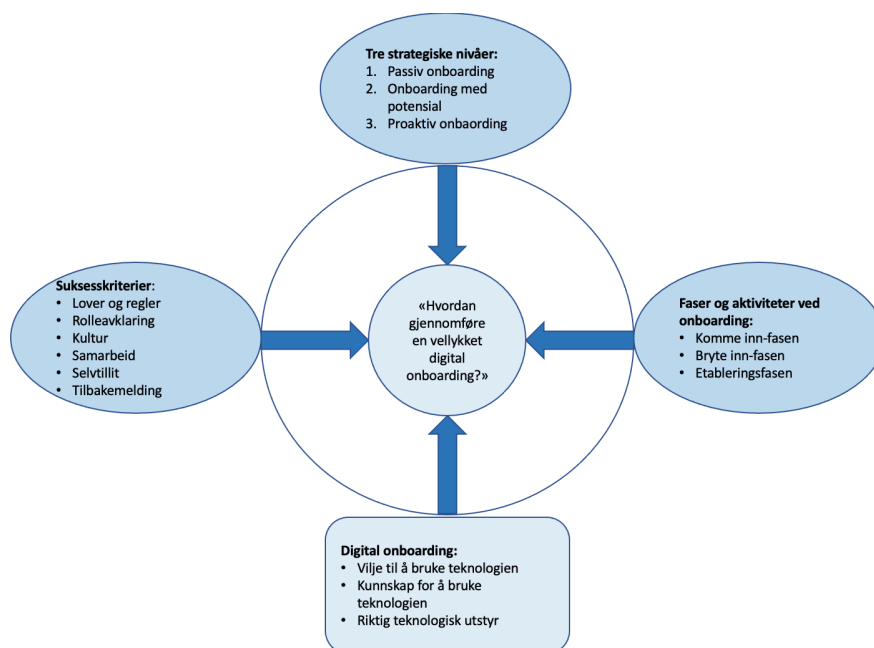 Tre strategiske nivåer:
1. Passiv onboarding
2. Onboarding med
potensial
3. Proaktiv onbaording
Suksesskriterier:
• Lover og regler
• Rolleavklaring
• Kultur
• Samarbeid
• Selvtillit
• Tilbakemelding
«Hvordan
gjennomføre
en vellykket
digital
onboarding?»
Faser og aktiviteter ved
onboarding:
• Komme inn-fasen
• Bryte inn-fasen
• Etableringsfasen
Digital onboarding:
• Vilje til å bruke teknologien
• Kunnskap for å bruke
teknologien
• Riktig teknologisk utstyr